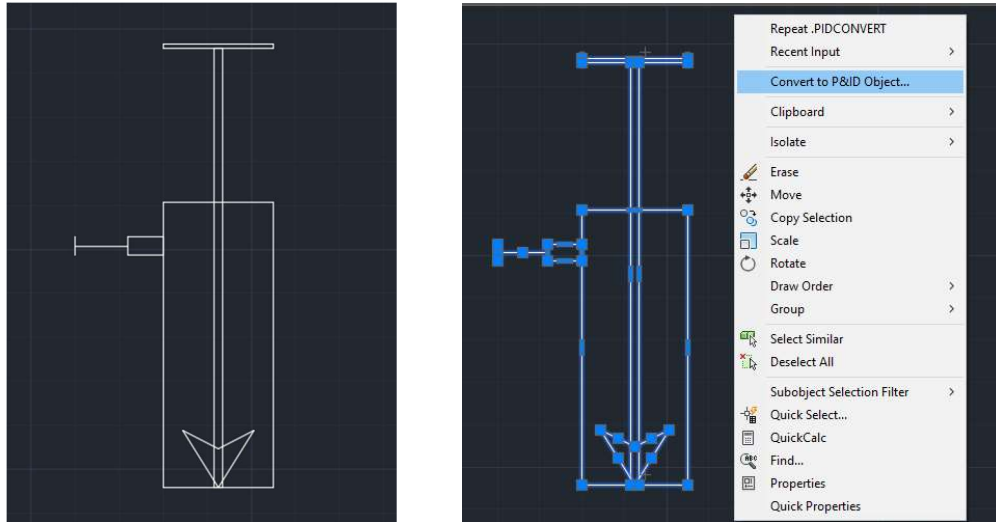 Repeat .PIDCONVERT
Recent Input
Convert to P&ID Object...
Clipboard
Isolate
Erase
Move
Copy Selection
Scale
Rotate
Draw Order
Group
Select Similar
Deselect All
Subobject Selection Filter
Quick Select...
QuickCalc
Find...
Properties
Quick Properties